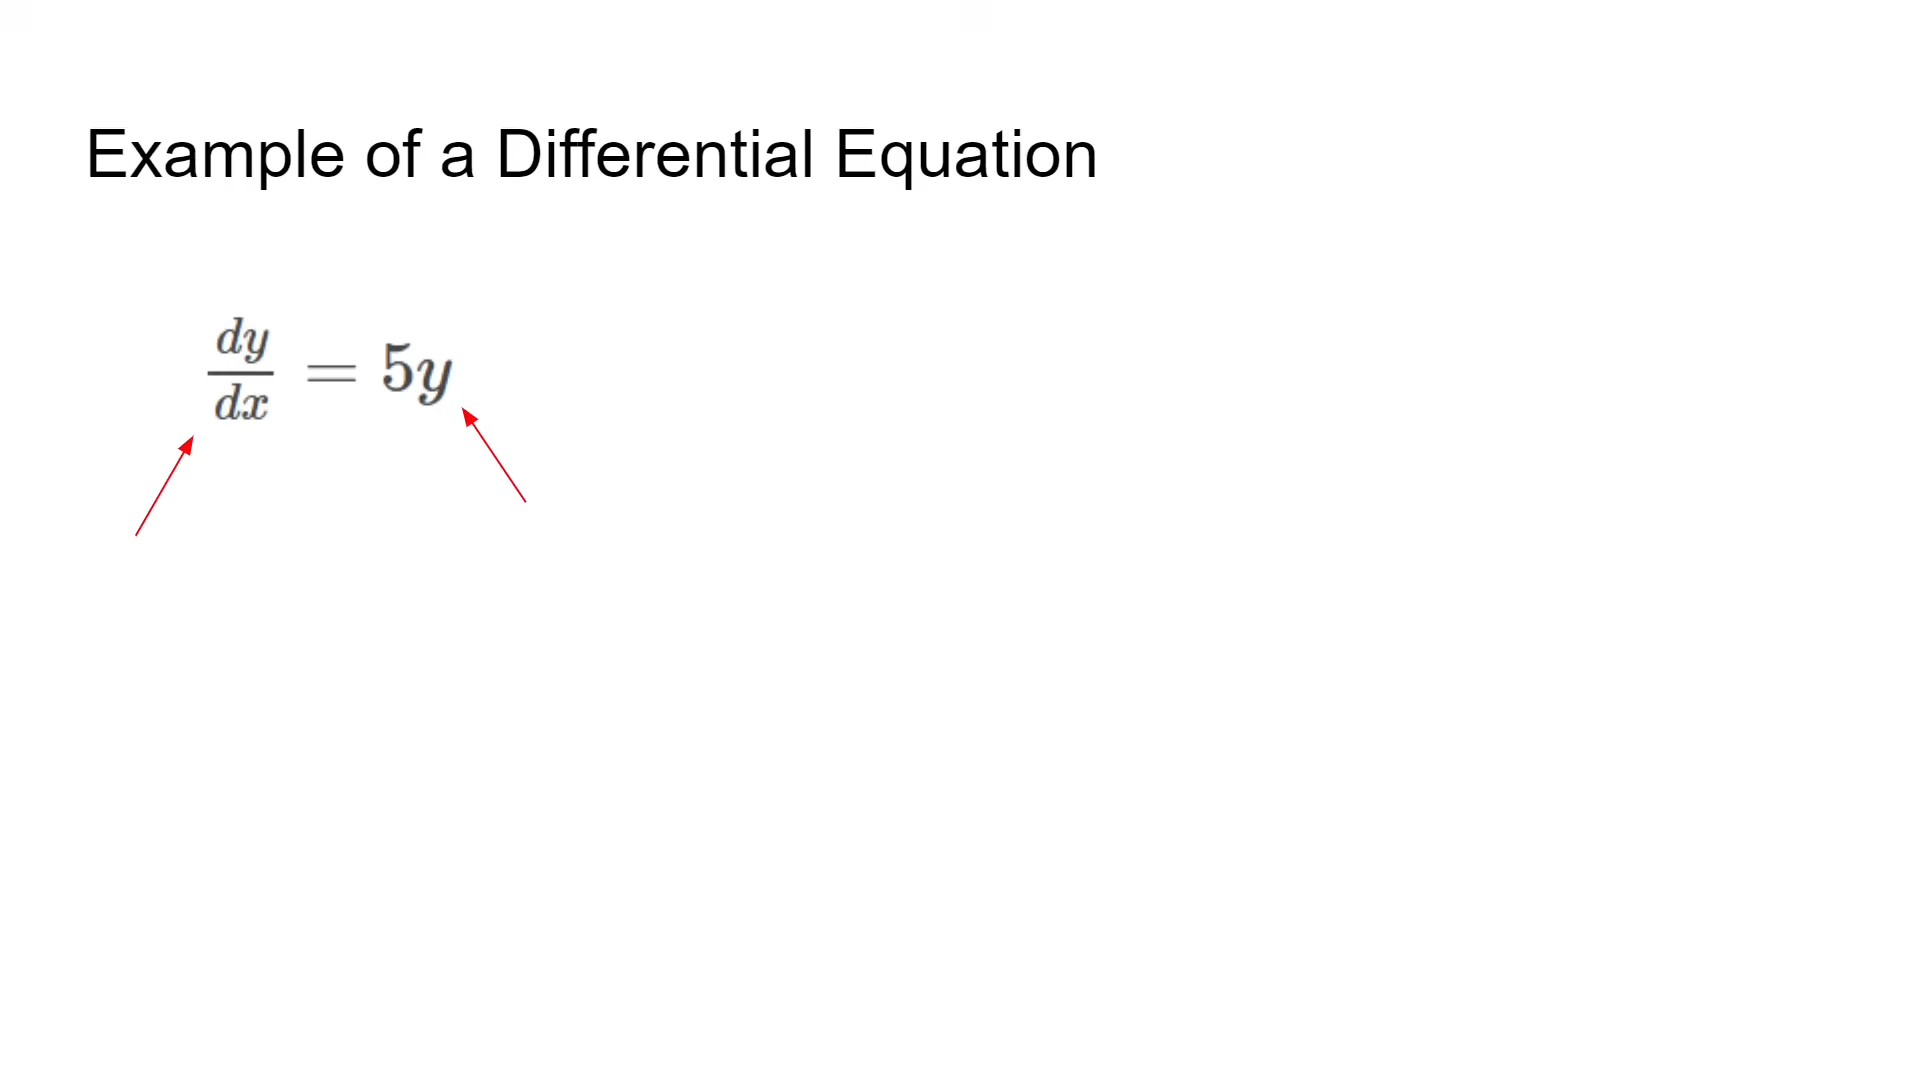 Example of a Differential Equation
dy/dx = 5y